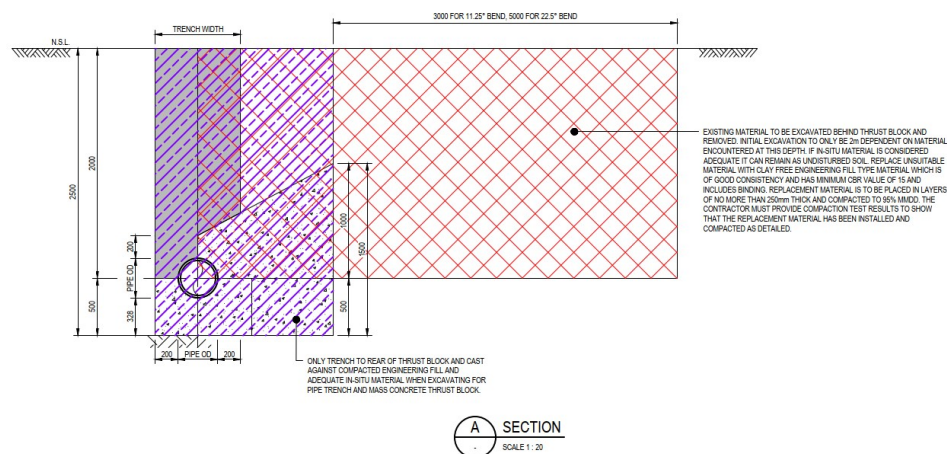 3000 FOR 11.25° BEND, 5000 FOR 22.5° BEND
TRENCH WIDTH
N.S.L.
2500
2000
500
200
PIPE OD
328
1000
1500
500
200
PIPE OD
200
EXISTING MATERIAL TO BE EXCAVATED BEHIND THRUST BLOCK AND
REMOVED. INITIAL EXCAVATION TO ONLY BE 2m DEPENDENT ON MATERIAL
ENCOUNTERED AT THIS DEPTH. IF IN-SITU MATERIAL IS CONSIDERED
ADEQUATE IT CAN REMAIN AS UNDISTURBED SOIL. REPLACE UNSUITABLE
MATERIAL WITH CLAY FREE ENGINEERING FILL TYPE MATERIAL WHICH IS
OF GOOD CONSISTENCY AND HAS MINIMUM CBR VALUE OF 15 AND
INCLUDES BINDING. REPLACEMENT MATERIAL IS TO BE PLACED IN LAYERS
OF NO MORE THAN 250mm THICK AND COMPACTED TO 95% MMDD. THE
CONTRACTOR MUST PROVIDE COMPACTION TEST RESULTS TO SHOW
THAT THE REPLACEMENT MATERIAL HAS BEEN INSTALLED AND
COMPACTED AS DETAILED.
ONLY TRENCH TO REAR OF THRUST BLOCK AND CAST
AGAINST COMPACTED ENGINEERING FILL AND
ADEQUATE IN-SITU MATERIAL WHEN EXCAVATING FOR
PIPE TRENCH AND MASS CONCRETE THRUST BLOCK.
A SECTION
- SCALE 1 : 20